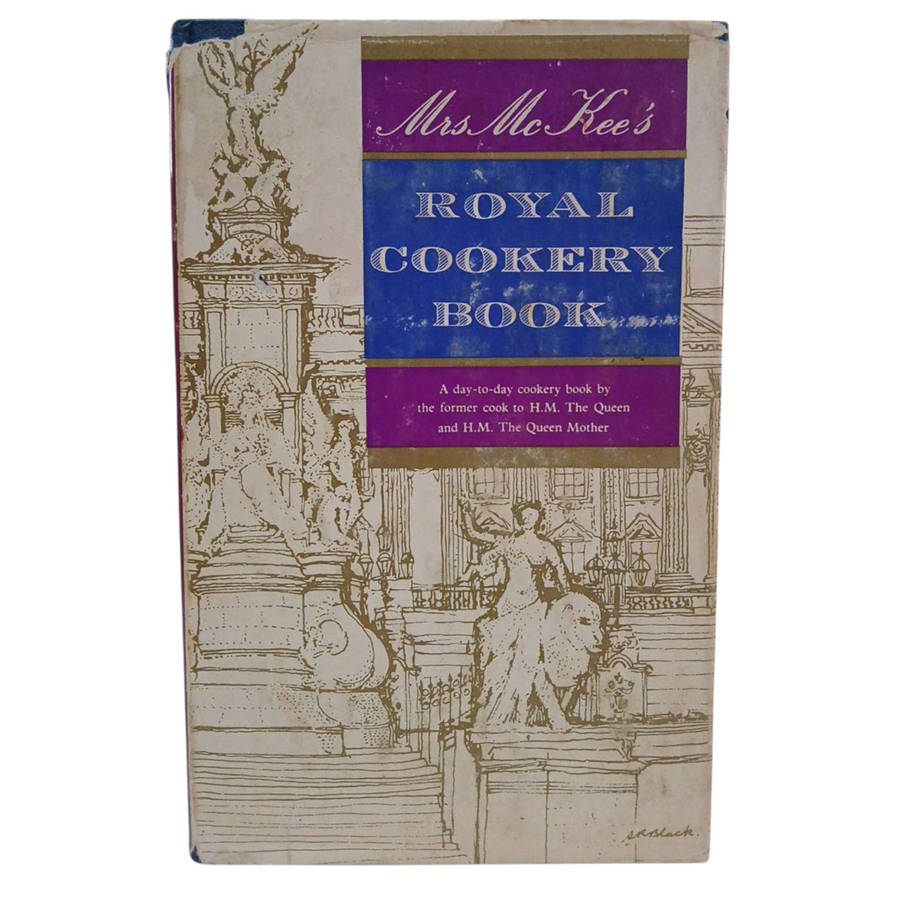 Mrs McKee's
ROYAL
COOKERY
BOOK
A day-to-day cookery book by
the former cook to H.M. The Queen
and H.M. The Queen Mother
SRBlack